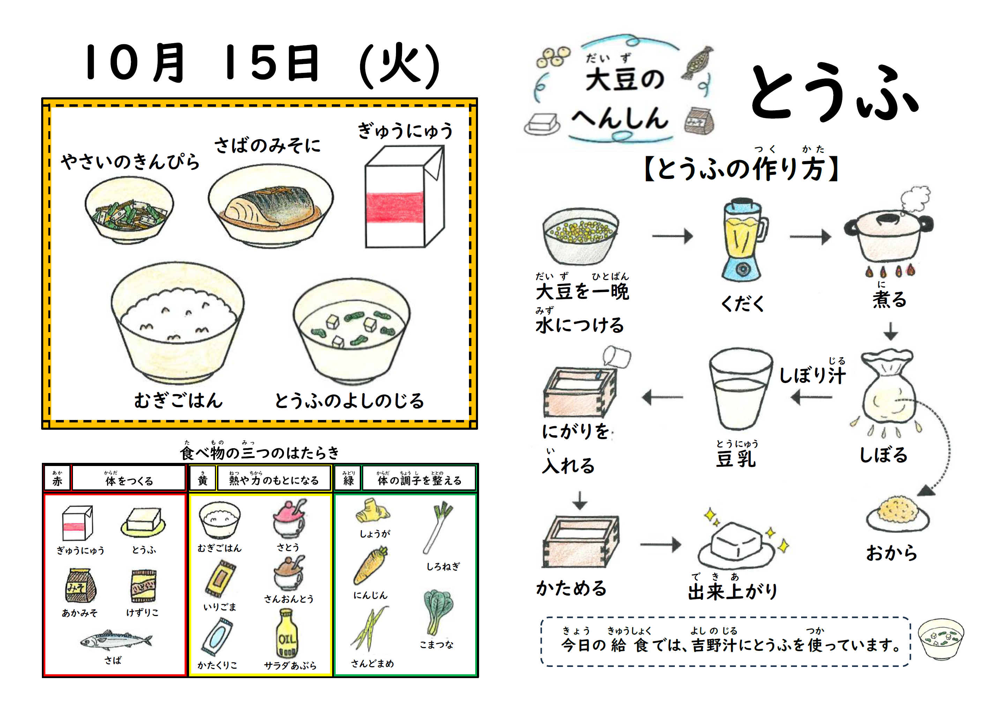 10月 15日 (火)
やさいのきんぴら
さばのみそに
ぎゅうにゅう
むぎごはん
とうふのよしのじる
た もの みっ
食べ物の三つのはたらき
あか からだ
赤 体をつくる
き ねつ ちから
黄 熱や力のもとになる
みどり からだ ちょう し ととの
緑 体の調子を整える
ぎゅうにゅう
とうふ
みそ
あかみそ
けずりこ
さば
むぎごはん
さとう
いりごま
さんおんとう
かたくりこ
OIL
サラダあぶら
しょうが
しろねぎ
にんじん
こまつな
さんどまめ
だい ず
大豆の
へんしん
みそ
とうふ
つく かた
【とうふの作り方】
だい ず ひとばん
大豆を一晩
みず
水につける
くだく
に
煮る
しぼる
じる
しぼり汁
おから
とうにゅう
豆乳
にがりを
い
入れる
かためる
で き あ
出来上がり
きょう きゅうしょく よし の じる つか
今日の給食では、吉野汁にとうふを使っています。